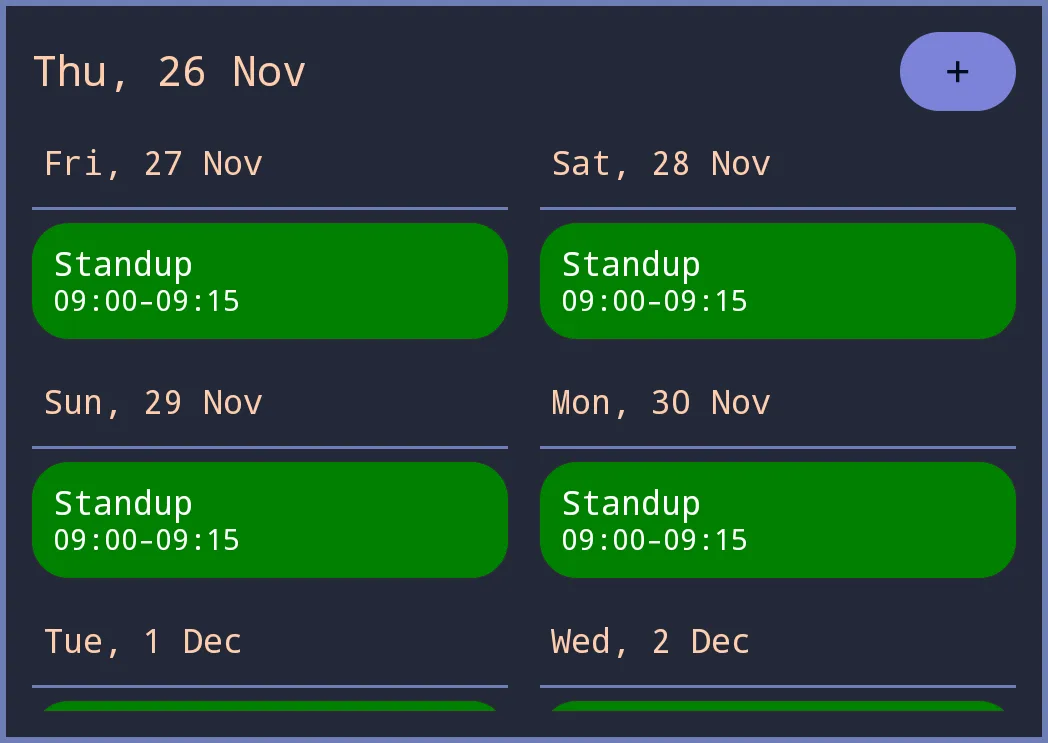 Thu, 26 Nov
+
Fri, 27 Nov
Sat, 28 Nov
Standup
09:00–09:15
Standup
09:00–09:15
Sun, 29 Nov
Mon, 30 Nov
Standup
09:00–09:15
Standup
09:00–09:15
Tue, 1 Dec
Wed, 2 Dec